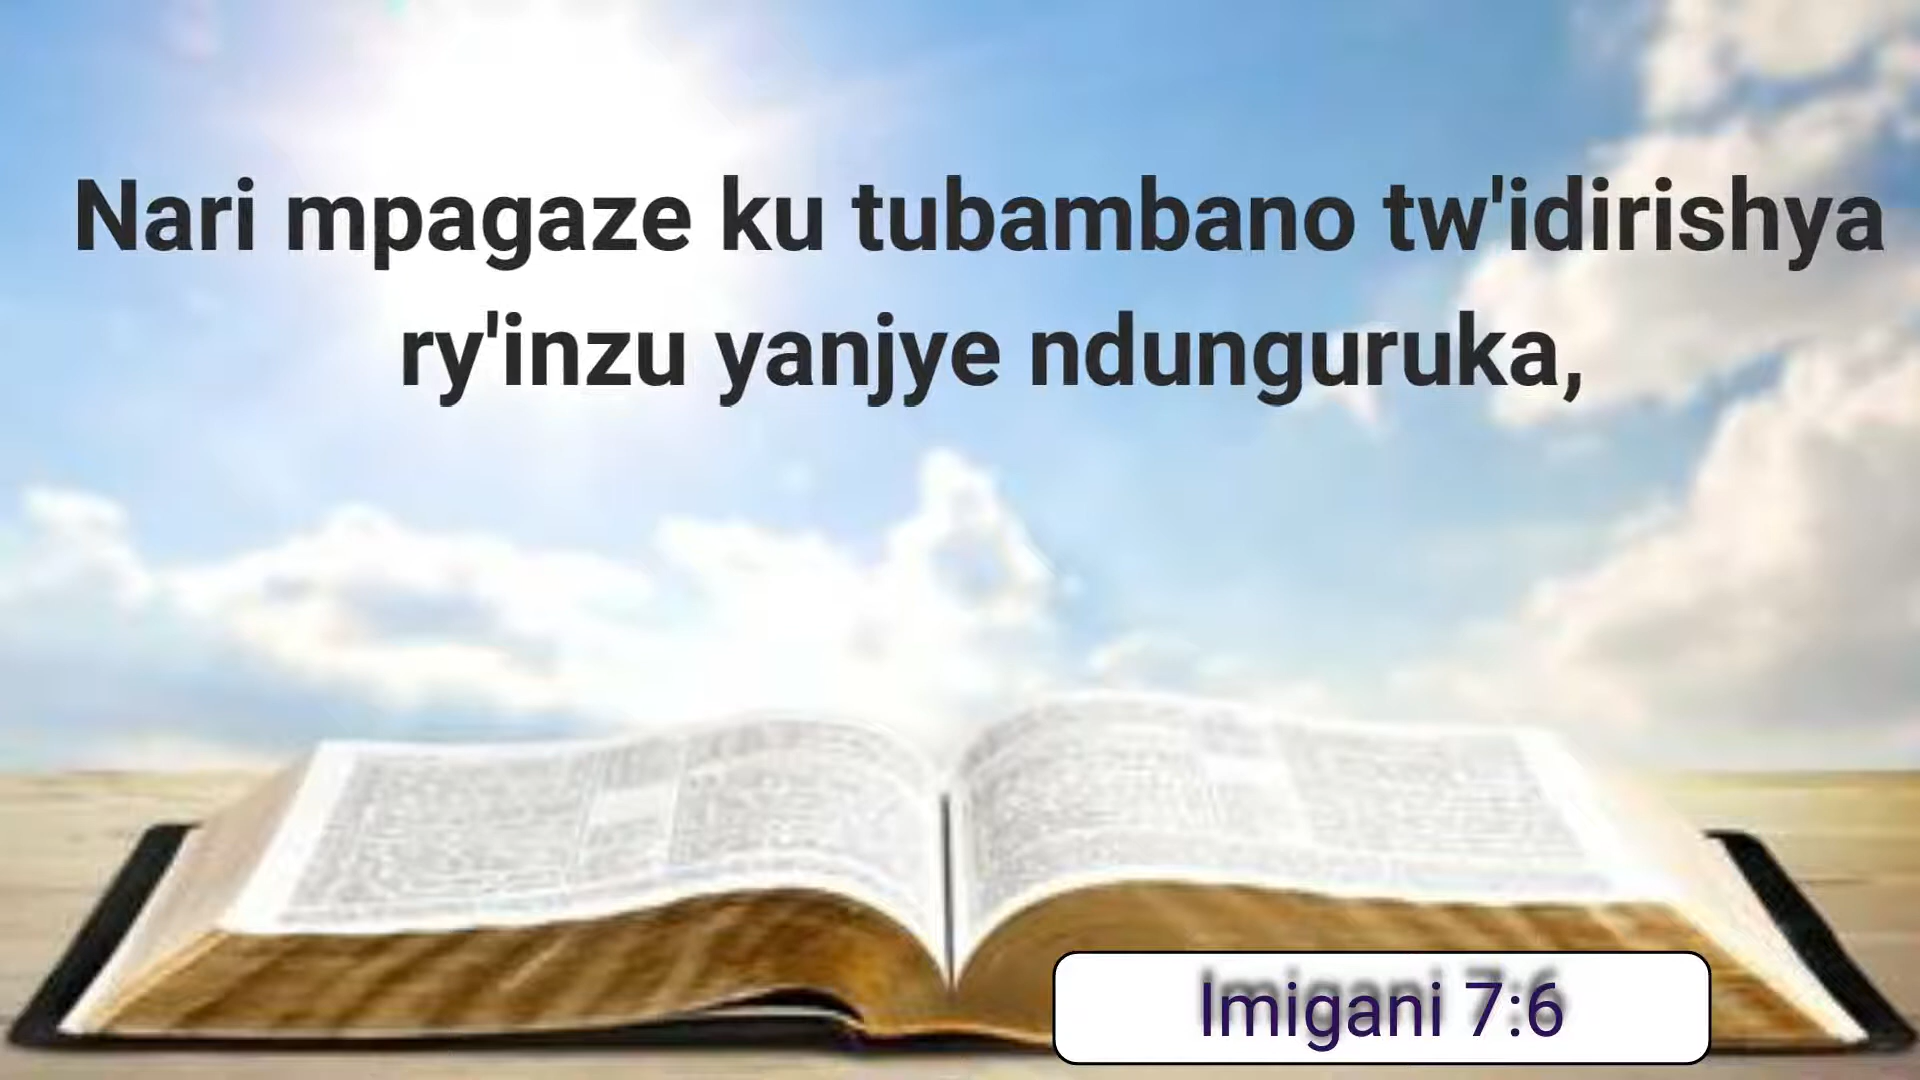 Nari mpagaze ku tubambano tw'idirishya
ry'inzu yanjye ndunguruka,
Imigani 7:6